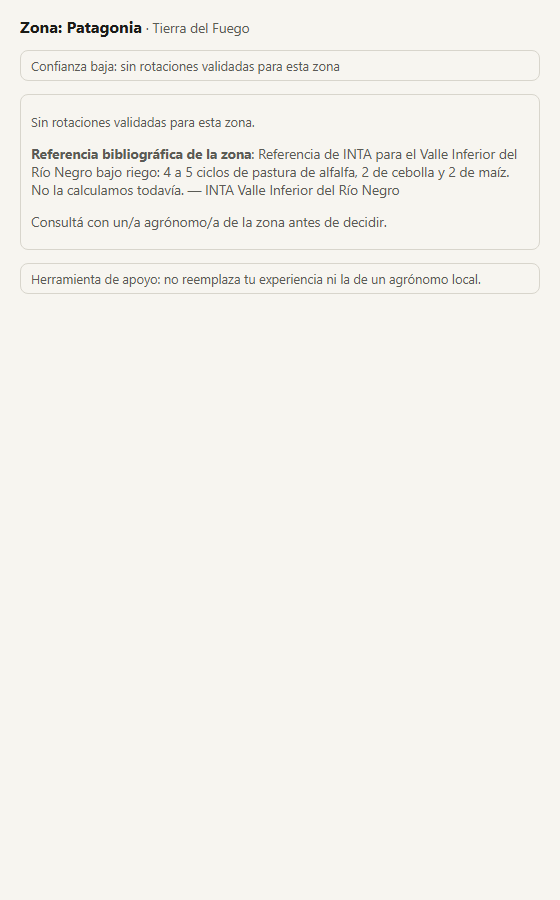 Zona: Patagonia · Tierra del Fuego
Confianza baja: sin rotaciones validadas para esta zona
Sin rotaciones validadas para esta zona.
Referencia bibliográfica de la zona: Referencia de INTA para el Valle Inferior del
Río Negro bajo riego: 4 a 5 ciclos de pastura de alfalfa, 2 de cebolla y 2 de maíz.
No la calculamos todavía. — INTA Valle Inferior del Río Negro
Consultá con un/a agrónomo/a de la zona antes de decidir.
Herramienta de apoyo: no reemplaza tu experiencia ni la de un agrónomo local.